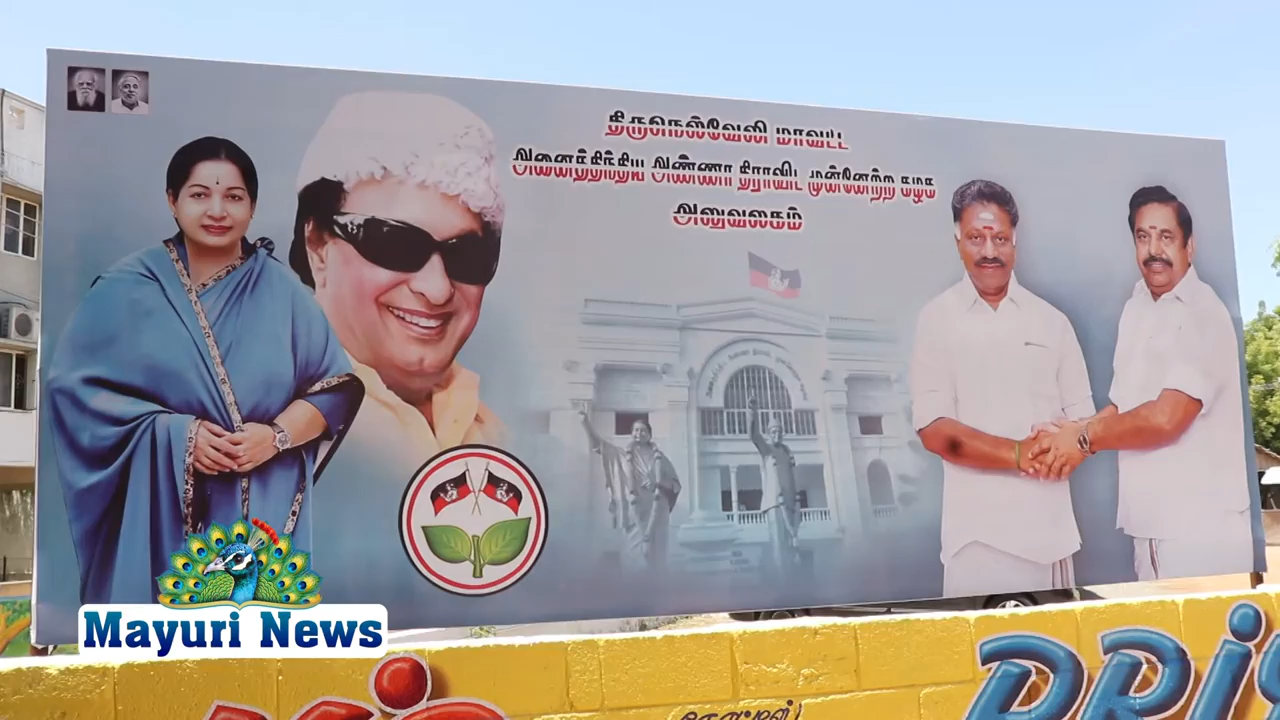 திருநெல்வேலி மாவட்ட
அனைத்திந்திய அண்ணா திராவிட முன்னேற்ற கழக
அலுவலகம்
Mayuri News